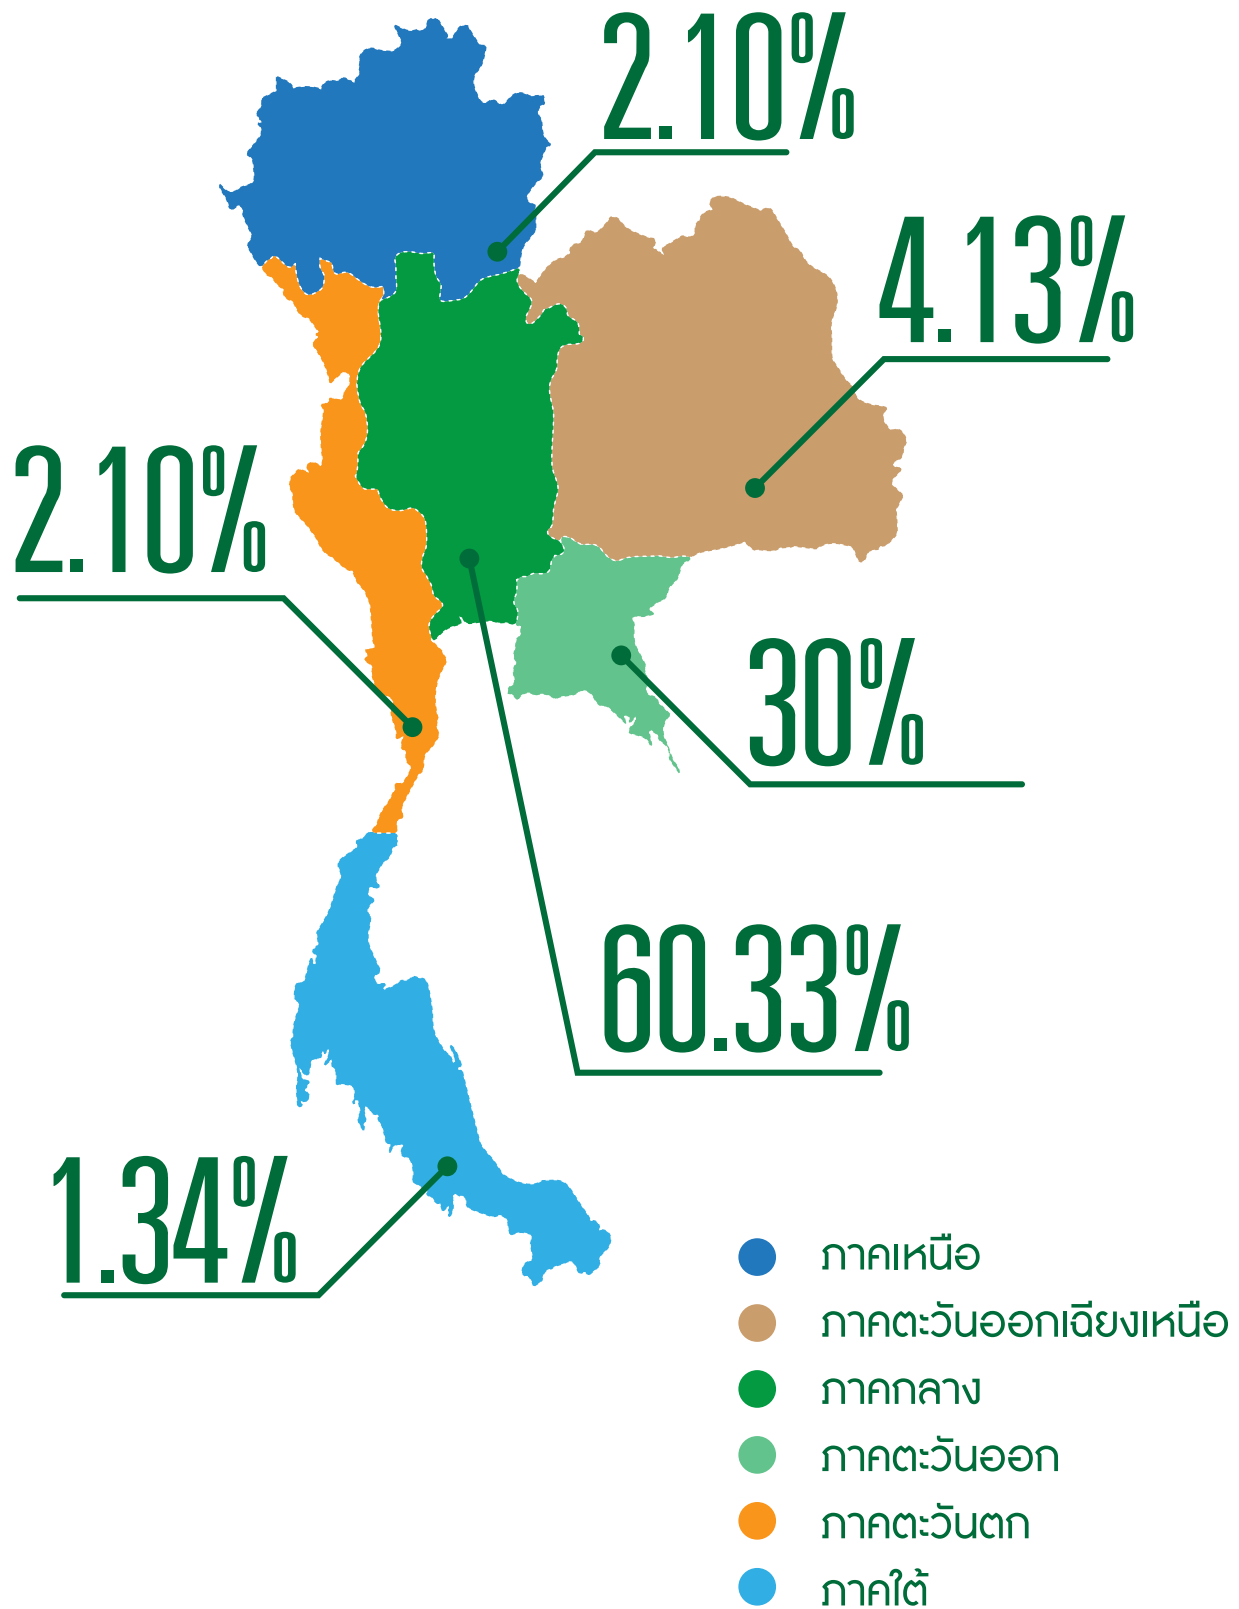 2.10%
4.13%
2.10%
30%
60.33%
1.34%
ภาคเหนือ
ภาคตะวันออกเฉียงเหนือ
ภาคกลาง
ภาคตะวันออก
ภาคตะวันตก
ภาคใต้